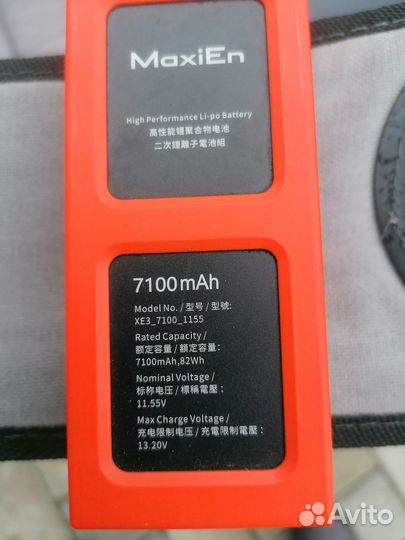 MaxiEn
High Performance Li-po Battery
高性能锂聚合物电池
二次鋰離子電池組
7100mAh
Model No. / 型号 / 型號:
XE3_7100_1155
Rated Capacity /
额定容量 / 額定容量:
7100mAh,82Wh
Nominal Voltage /
标称电压 / 標稱電壓:
11.55V
Max Charge Voltage /
充电限制电压 / 充電限制電壓:
13.20V
Avito